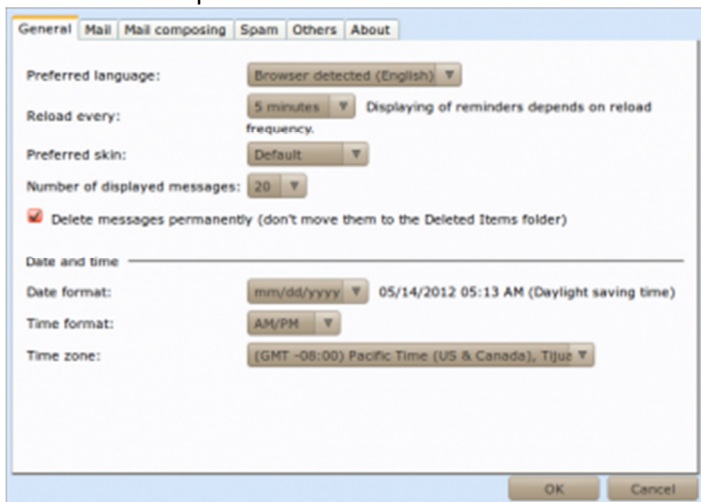 General Mail Mail composing Spam Others About
Preferred language: Browser detected (English)
Reload every: 5 minutes Displaying of reminders depends on reload
frequency.
Preferred skin: Default
Number of displayed messages: 20
Delete messages permanently (don't move them to the Deleted Items folder)
Date and time
Date format: mm/dd/yyyy 05/14/2012 05:13 AM (Daylight saving time)
Time format: AM/PM
Time zone: (GMT -08:00) Pacific Time (US & Canada), Tijua
OK Cancel